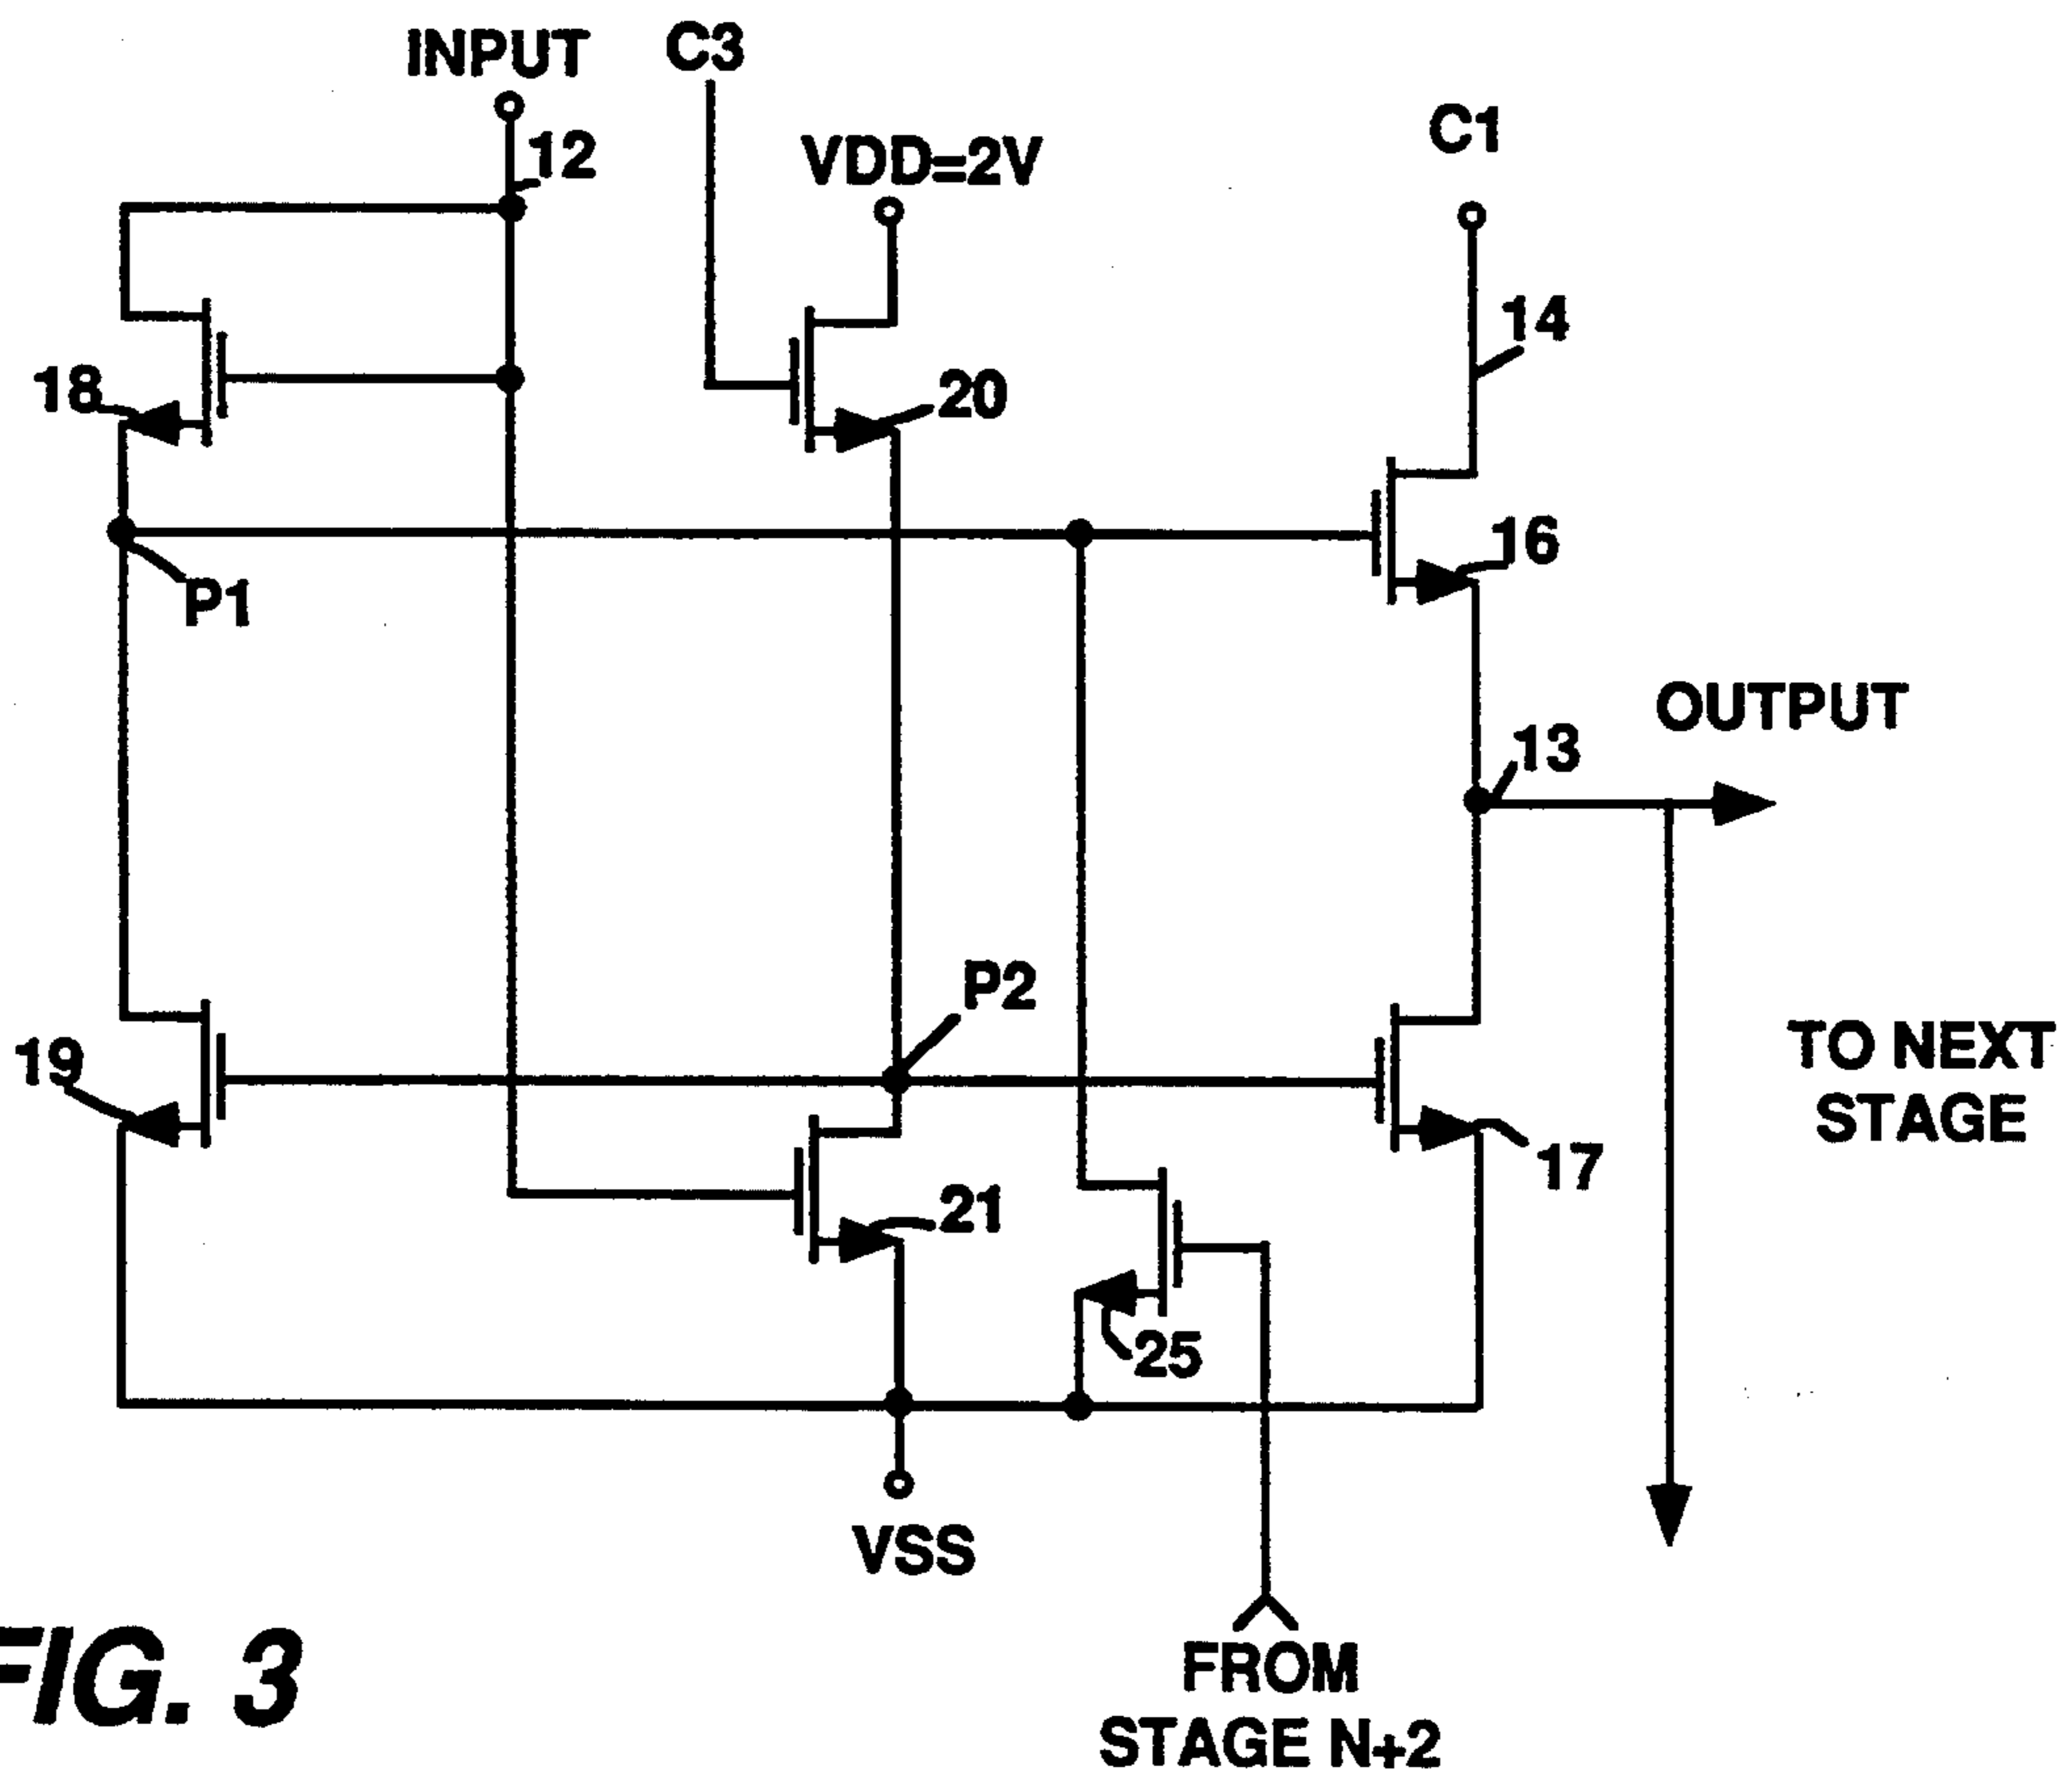 INPUT
C3
12
VDD=2V
C1
14
18
20
16
P1
OUTPUT
13
P2
19
TO NEXT
STAGE
17
21
25
VSS
FROM
STAGE N+2
FIG. 3